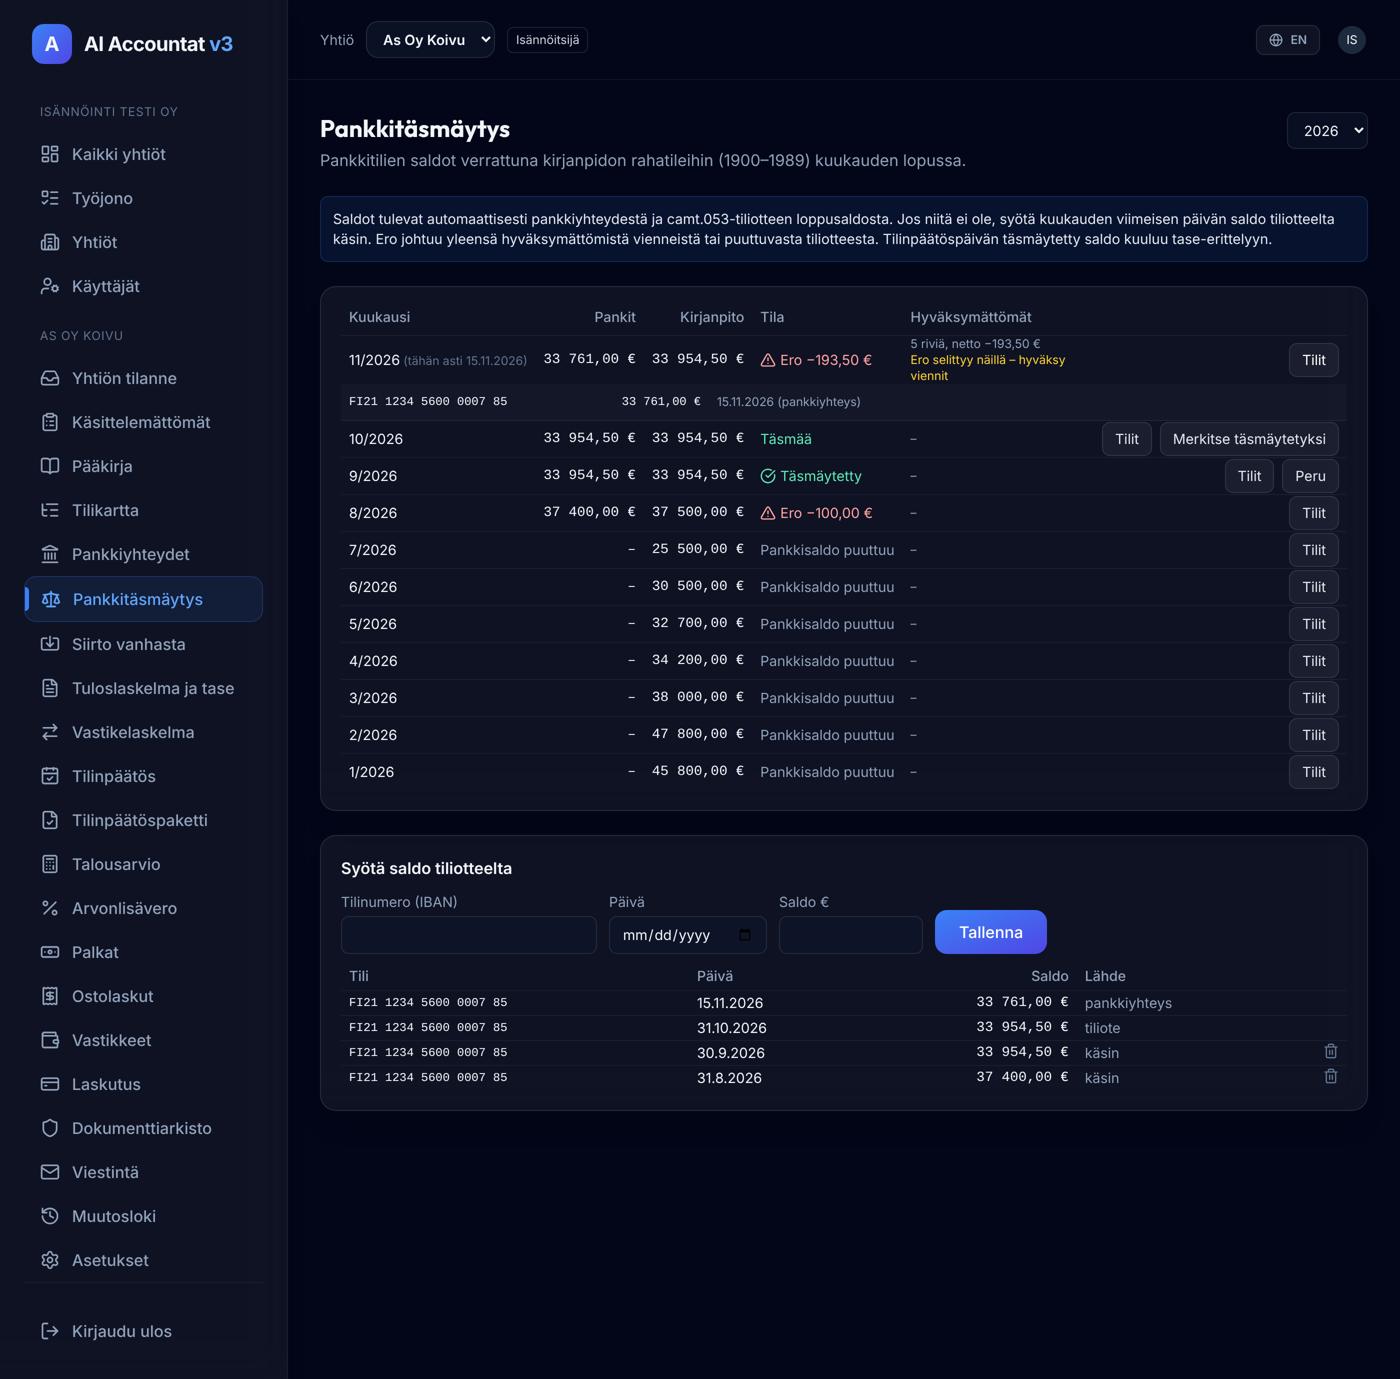 A AI Accountat v3
Yhtiö As Oy Koivu Isännöitsijä EN IS
ISÄNNÖINTI TESTI OY
Kaikki yhtiöt
Työjono
Yhtiöt
Käyttäjät
AS OY KOIVU
Yhtiön tilanne
Käsittelemättömät
Pääkirja
Tilikartta
Pankkiyhteydet
Pankkitäsmäytys
Siirto vanhasta
Tuloslaskelma ja tase
Vastikelaskelma
Tilinpäätös
Tilinpäätöspaketti
Talousarvio
Arvonlisävero
Palkat
Ostolaskut
Vastikkeet
Laskutus
Dokumenttiarkisto
Viestintä
Muutosloki
Asetukset
Kirjaudu ulos
Pankkitäsmäytys
2026
Pankkitilien saldot verrattuna kirjanpidon rahatileihin (1900–1989) kuukauden lopussa.
Saldot tulevat automaattisesti pankkiyhteydestä ja camt.053-tiliotteen loppusaldosta. Jos niitä ei ole, syötä kuukauden viimeisen päivän saldo tiliotteelta
käsin. Ero johtuu yleensä hyväksymättömistä vienneistä tai puuttuvasta tiliotteesta. Tilinpäätöspäivän täsmäytetty saldo kuuluu tase-erittelyyn.
Kuukausi Pankit Kirjanpito Tila Hyväksymättömät
11/2026 (tähän asti 15.11.2026) 33 761,00 € 33 954,50 € Ero −193,50 € 5 riviä, netto −193,50 €
Ero selittyy näillä – hyväksy
viennit
Tilit
FI21 1234 5600 0007 85 33 761,00 € 15.11.2026 (pankkiyhteys)
10/2026 33 954,50 € 33 954,50 € Täsmää – Tilit Merkitse täsmäytetyksi
9/2026 33 954,50 € 33 954,50 € Täsmäytetty – Tilit Peru
8/2026 37 400,00 € 37 500,00 € Ero −100,00 € – Tilit
7/2026 – 25 500,00 € Pankkisaldo puuttuu – Tilit
6/2026 – 30 500,00 € Pankkisaldo puuttuu – Tilit
5/2026 – 32 700,00 € Pankkisaldo puuttuu – Tilit
4/2026 – 34 200,00 € Pankkisaldo puuttuu – Tilit
3/2026 – 38 000,00 € Pankkisaldo puuttuu – Tilit
2/2026 – 47 800,00 € Pankkisaldo puuttuu – Tilit
1/2026 – 45 800,00 € Pankkisaldo puuttuu – Tilit
Syötä saldo tiliotteelta
Tilinumero (IBAN) Päivä Saldo €
mm/dd/yyyy Tallenna
Tili Päivä Saldo Lähde
FI21 1234 5600 0007 85 15.11.2026 33 761,00 € pankkiyhteys
FI21 1234 5600 0007 85 31.10.2026 33 954,50 € tiliote
FI21 1234 5600 0007 85 30.9.2026 33 954,50 € käsin
FI21 1234 5600 0007 85 31.8.2026 37 400,00 € käsin